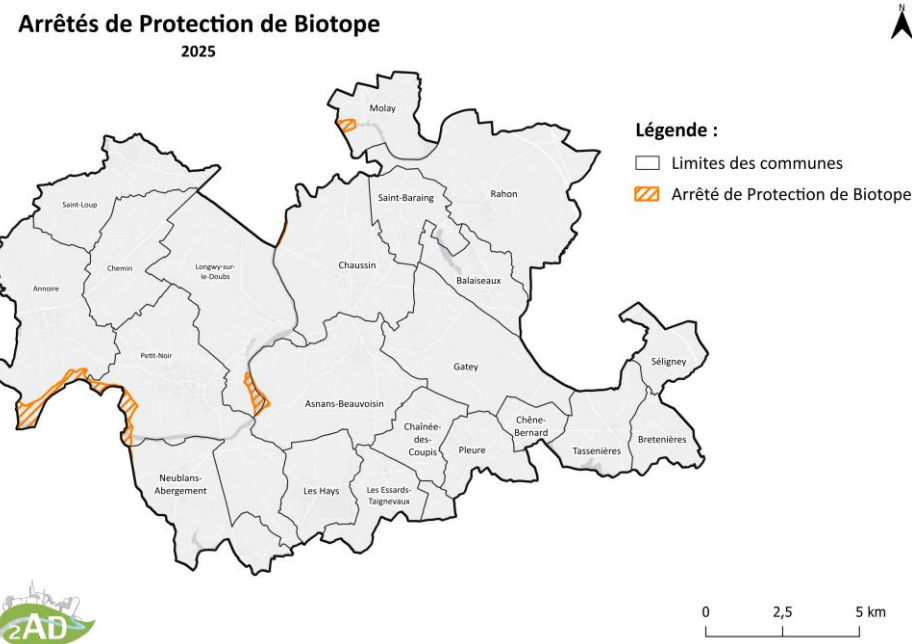 Arrêtés de Protection de Biotope
2025
N
Molay
Légende :
Limites des communes
Arrêté de Protection de Biotope
Saint-Baraing
Rahon
Saint-Loup
Chaussin
Longwy-sur-
le-Doubs
Chemin
Balaiseaux
Annoire
Petit-Noir
Gatey
Séligney
Asnans-Beauvoisin
Chêne-
Bernard
Chaînée-
des-
Coupis
Pleure
Tassenières
Bretenières
Neublans-
Abergement
Les Hays
Les Essards-
Taignevaux
2AD
0 2,5 5 km